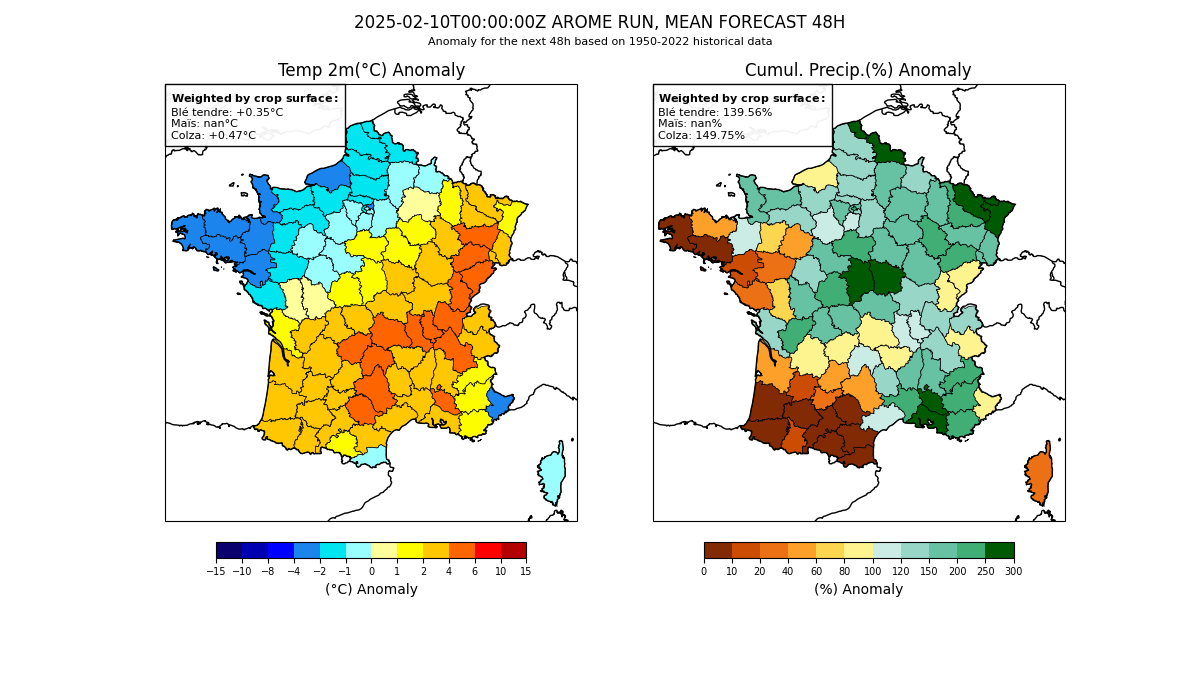 2025-02-10T00:00:00Z AROME RUN, MEAN FORECAST 48H
Anomaly for the next 48h based on 1950-2022 historical data
Temp 2m(°C) Anomaly
Weighted by crop surface:
Blé tendre: +0.35°C
Maïs: nan°C
Colza: +0.47°C
−15 −10 −8 −4 −2 −1 0 1 2 4 6 10 15
(°C) Anomaly
Cumul. Precip.(%) Anomaly
Weighted by crop surface:
Blé tendre: 139.56%
Maïs: nan%
Colza: 149.75%
0 10 20 40 60 80 100 120 150 200 250 300
(%) Anomaly